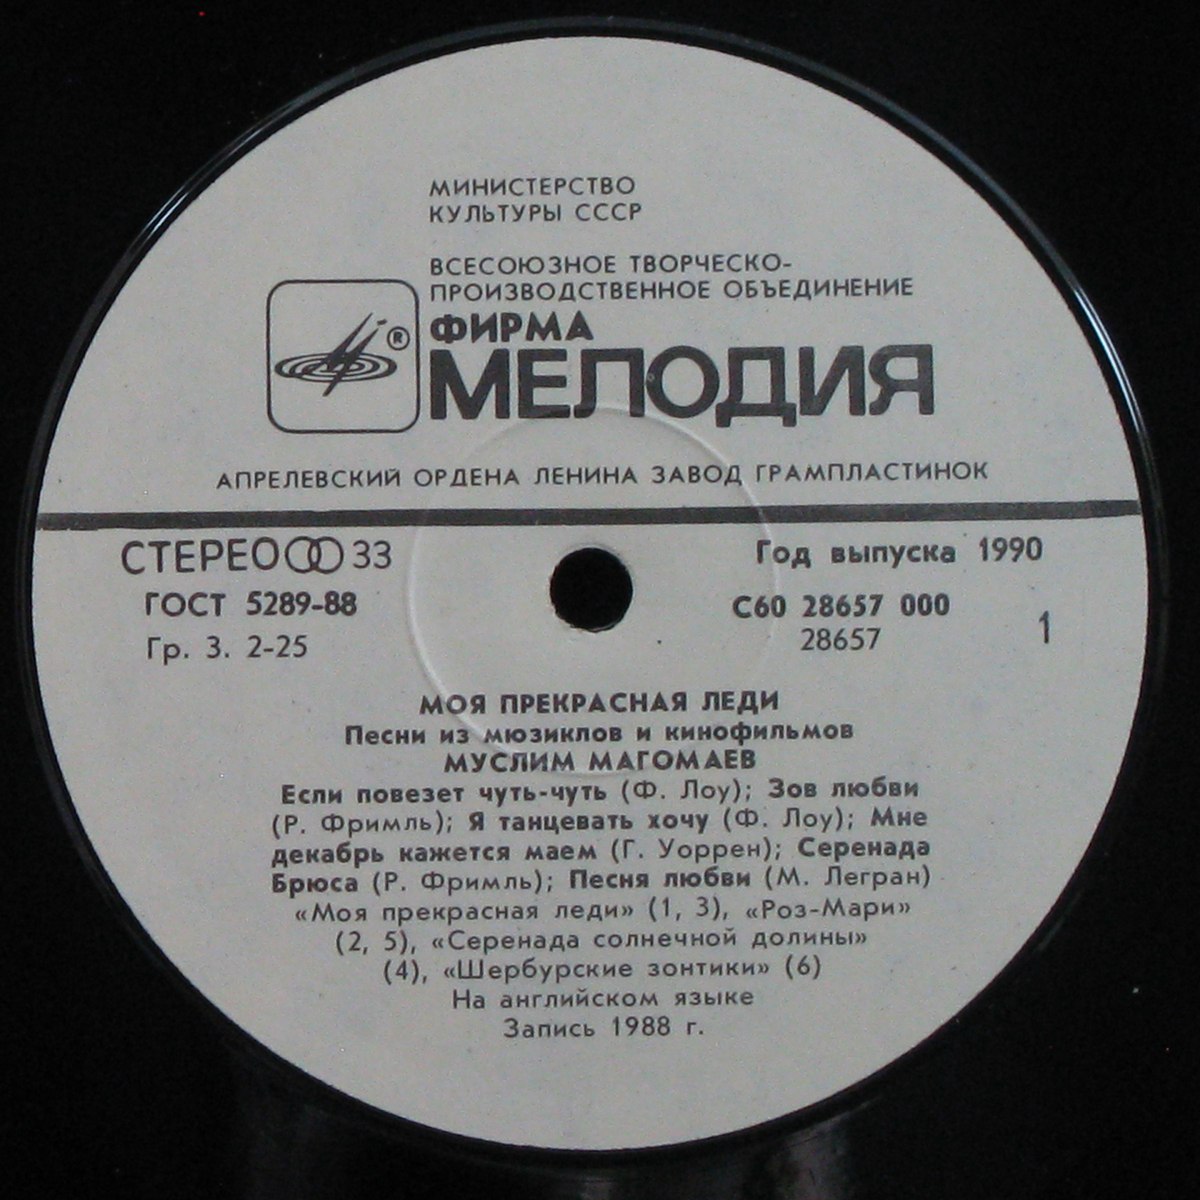 МИНИСТЕРСТВО
КУЛЬТУРЫ СССР
ВСЕСОЮЗНОЕ ТВОРЧЕСКО-
ПРОИЗВОДСТВЕННОЕ ОБЪЕДИНЕНИЕ
®
ФИРМА
МЕЛОДИЯ
АПРЕЛЕВСКИЙ ОРДЕНА ЛЕНИНА ЗАВОД ГРАМПЛАСТИНОК
СТЕРЕО 33
ГОСТ 5289-88
Гр. 3. 2-25
Год выпуска 1990
С60 28657 000
28657
1
МОЯ ПРЕКРАСНАЯ ЛЕДИ
Песни из мюзиклов и кинофильмов
МУСЛИМ МАГОМАЕВ
Если повезет чуть-чуть (Ф. Лоу); Зов любви
(Р. Фримль); Я танцевать хочу (Ф. Лоу); Мне
декабрь кажется маем (Г. Уоррен); Серенада
Брюса (Р. Фримль); Песня любви (М. Легран)
«Моя прекрасная леди» (1, 3), «Роз-Мари»
(2, 5), «Серенада солнечной долины»
(4), «Шербурские зонтики» (6)
На английском языке
Запись 1988 г.